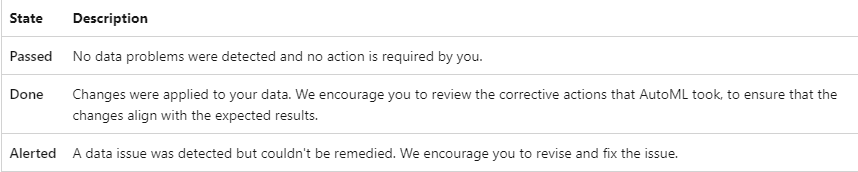 State Description
Passed No data problems were detected and no action is required by you.
Done Changes were applied to your data. We encourage you to review the corrective actions that AutoML took, to ensure that the
changes align with the expected results.
Alerted A data issue was detected but couldn't be remedied. We encourage you to revise and fix the issue.